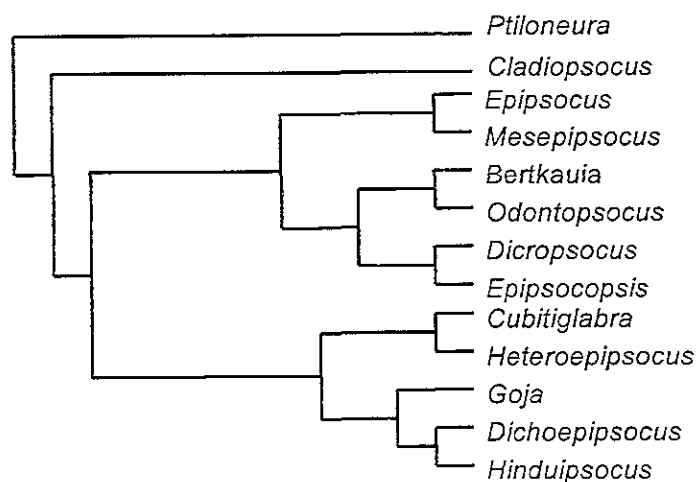 Ptiloneura
Cladiopsocus
Epipsocus
Mesepipsocus
Bertkauia
Odontopsocus
Dicropsocus
Epipsocopsis
Cubitiglabra
Heteroepipsocus
Goja
Dichoepipsocus
Hinduipsocus